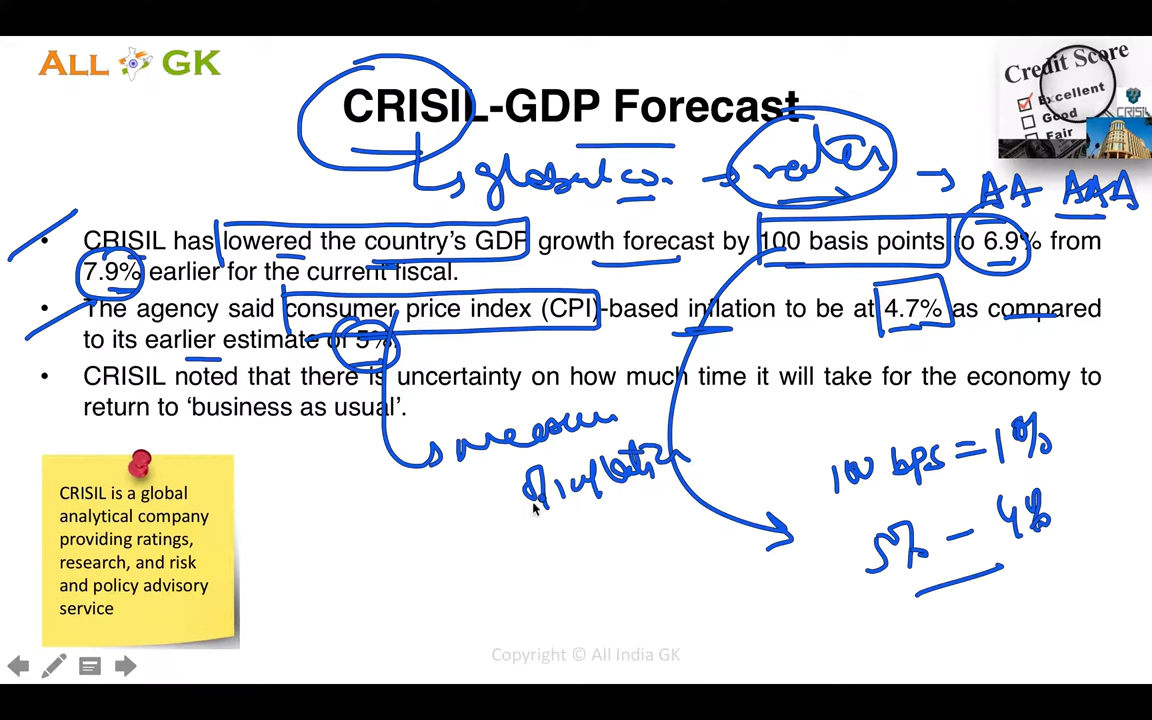 ALL GK
Credit Score
Excellent
Good
Fair
CRISIL
CRISIL-GDP Forecast
global co. → rates → AA AAA
• CRISIL has lowered the country's GDP growth forecast by 100 basis points to 6.9% from
7.9% earlier for the current fiscal.
• The agency said consumer price index (CPI)-based inflation to be at 4.7% as compared
to its earlier estimate of 5%.
• CRISIL noted that there is uncertainty on how much time it will take for the economy to
return to 'business as usual'.
measure
of inflation
100 bps = 1%
5% - 4%
CRISIL is a global
analytical company
providing ratings,
research, and risk
and policy advisory
service
Copyright © All India GK